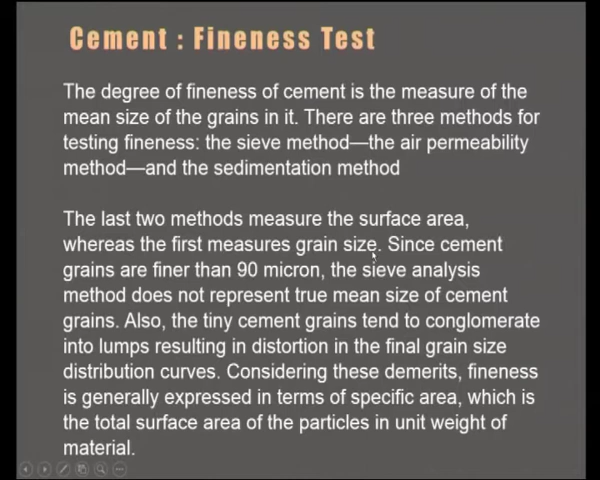 Cement : Fineness Test
The degree of fineness of cement is the measure of the
mean size of the grains in it. There are three methods for
testing fineness: the sieve method—the air permeability
method—and the sedimentation method
The last two methods measure the surface area,
whereas the first measures grain size. Since cement
grains are finer than 90 micron, the sieve analysis
method does not represent true mean size of cement
grains. Also, the tiny cement grains tend to conglomerate
into lumps resulting in distortion in the final grain size
distribution curves. Considering these demerits, fineness
is generally expressed in terms of specific area, which is
the total surface area of the particles in unit weight of
material.